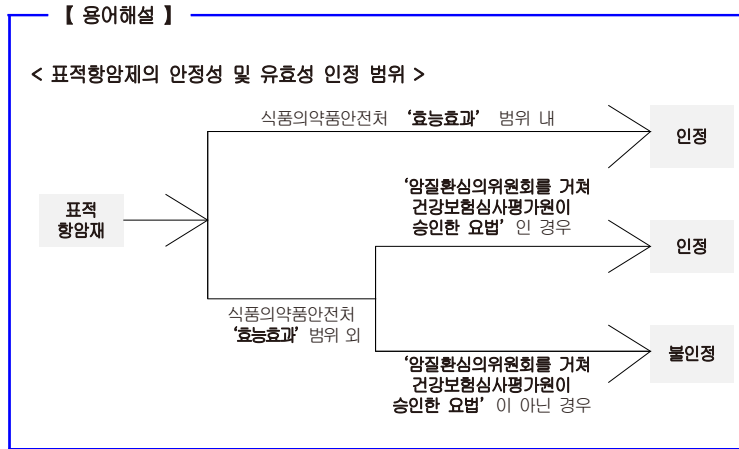 【 용어해설 】
< 표적항암제의 안정성 및 유효성 인정 범위 >
식품의약품안전처 '효능효과' 범위 내
인정
표적
항암재
'암질환심의위원회를 거쳐
건강보험심사평가원이
승인한 요법' 인 경우
인정
식품의약품안전처
'효능효과' 범위 외
불인정
'암질환심의위원회를 거쳐
건강보험심사평가원이
승인한 요법' 이 아닌 경우